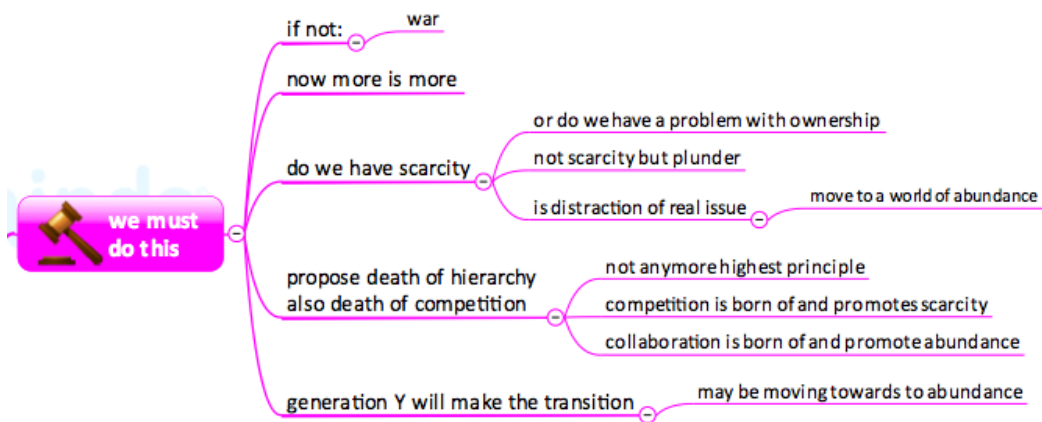 if not:
war
now more is more
do we have scarcity
or do we have a problem with ownership
not scarcity but plunder
is distraction of real issue
move to a world of abundance
we must
do this
propose death of hierarchy
also death of competition
not anymore highest principle
competition is born of and promotes scarcity
collaboration is born of and promote abundance
generation Y will make the transition
may be moving towards to abundance